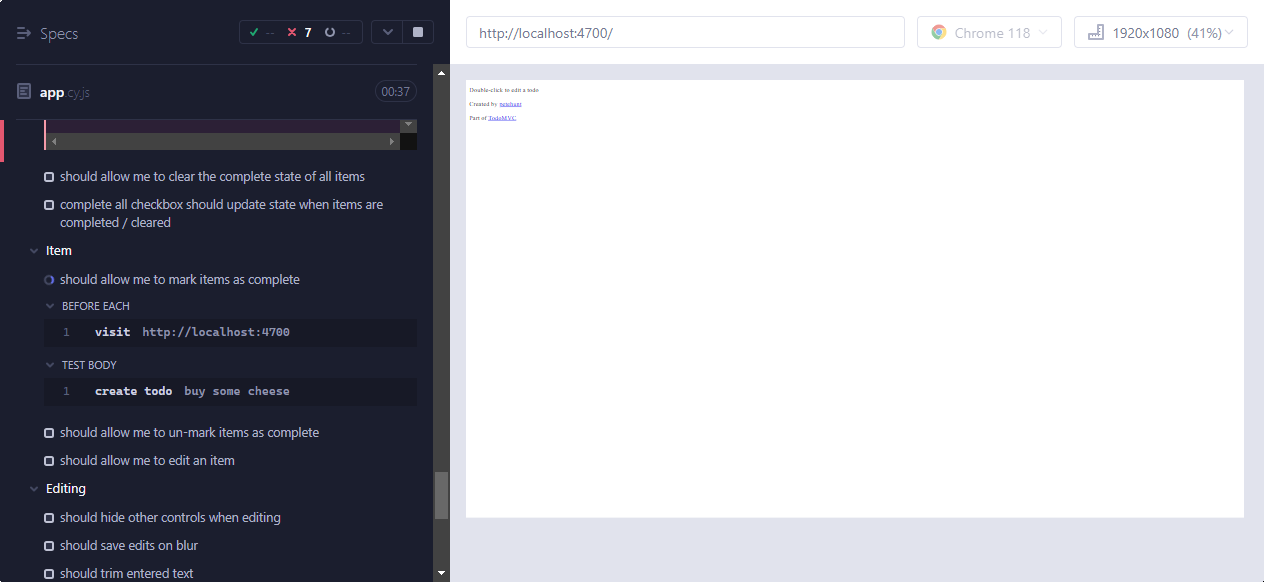 Specs
-- 7 --
app.cy.js
00:37
should allow me to clear the complete state of all items
complete all checkbox should update state when items are
completed / cleared
Item
should allow me to mark items as complete
BEFORE EACH
1 visit http://localhost:4700
TEST BODY
1 create todo buy some cheese
should allow me to un-mark items as complete
should allow me to edit an item
Editing
should hide other controls when editing
should save edits on blur
should trim entered text
http://localhost:4700/
Chrome 118
1920x1080 (41%)
Double-click to edit a todo
Created by petehunt
Part of TodoMVC